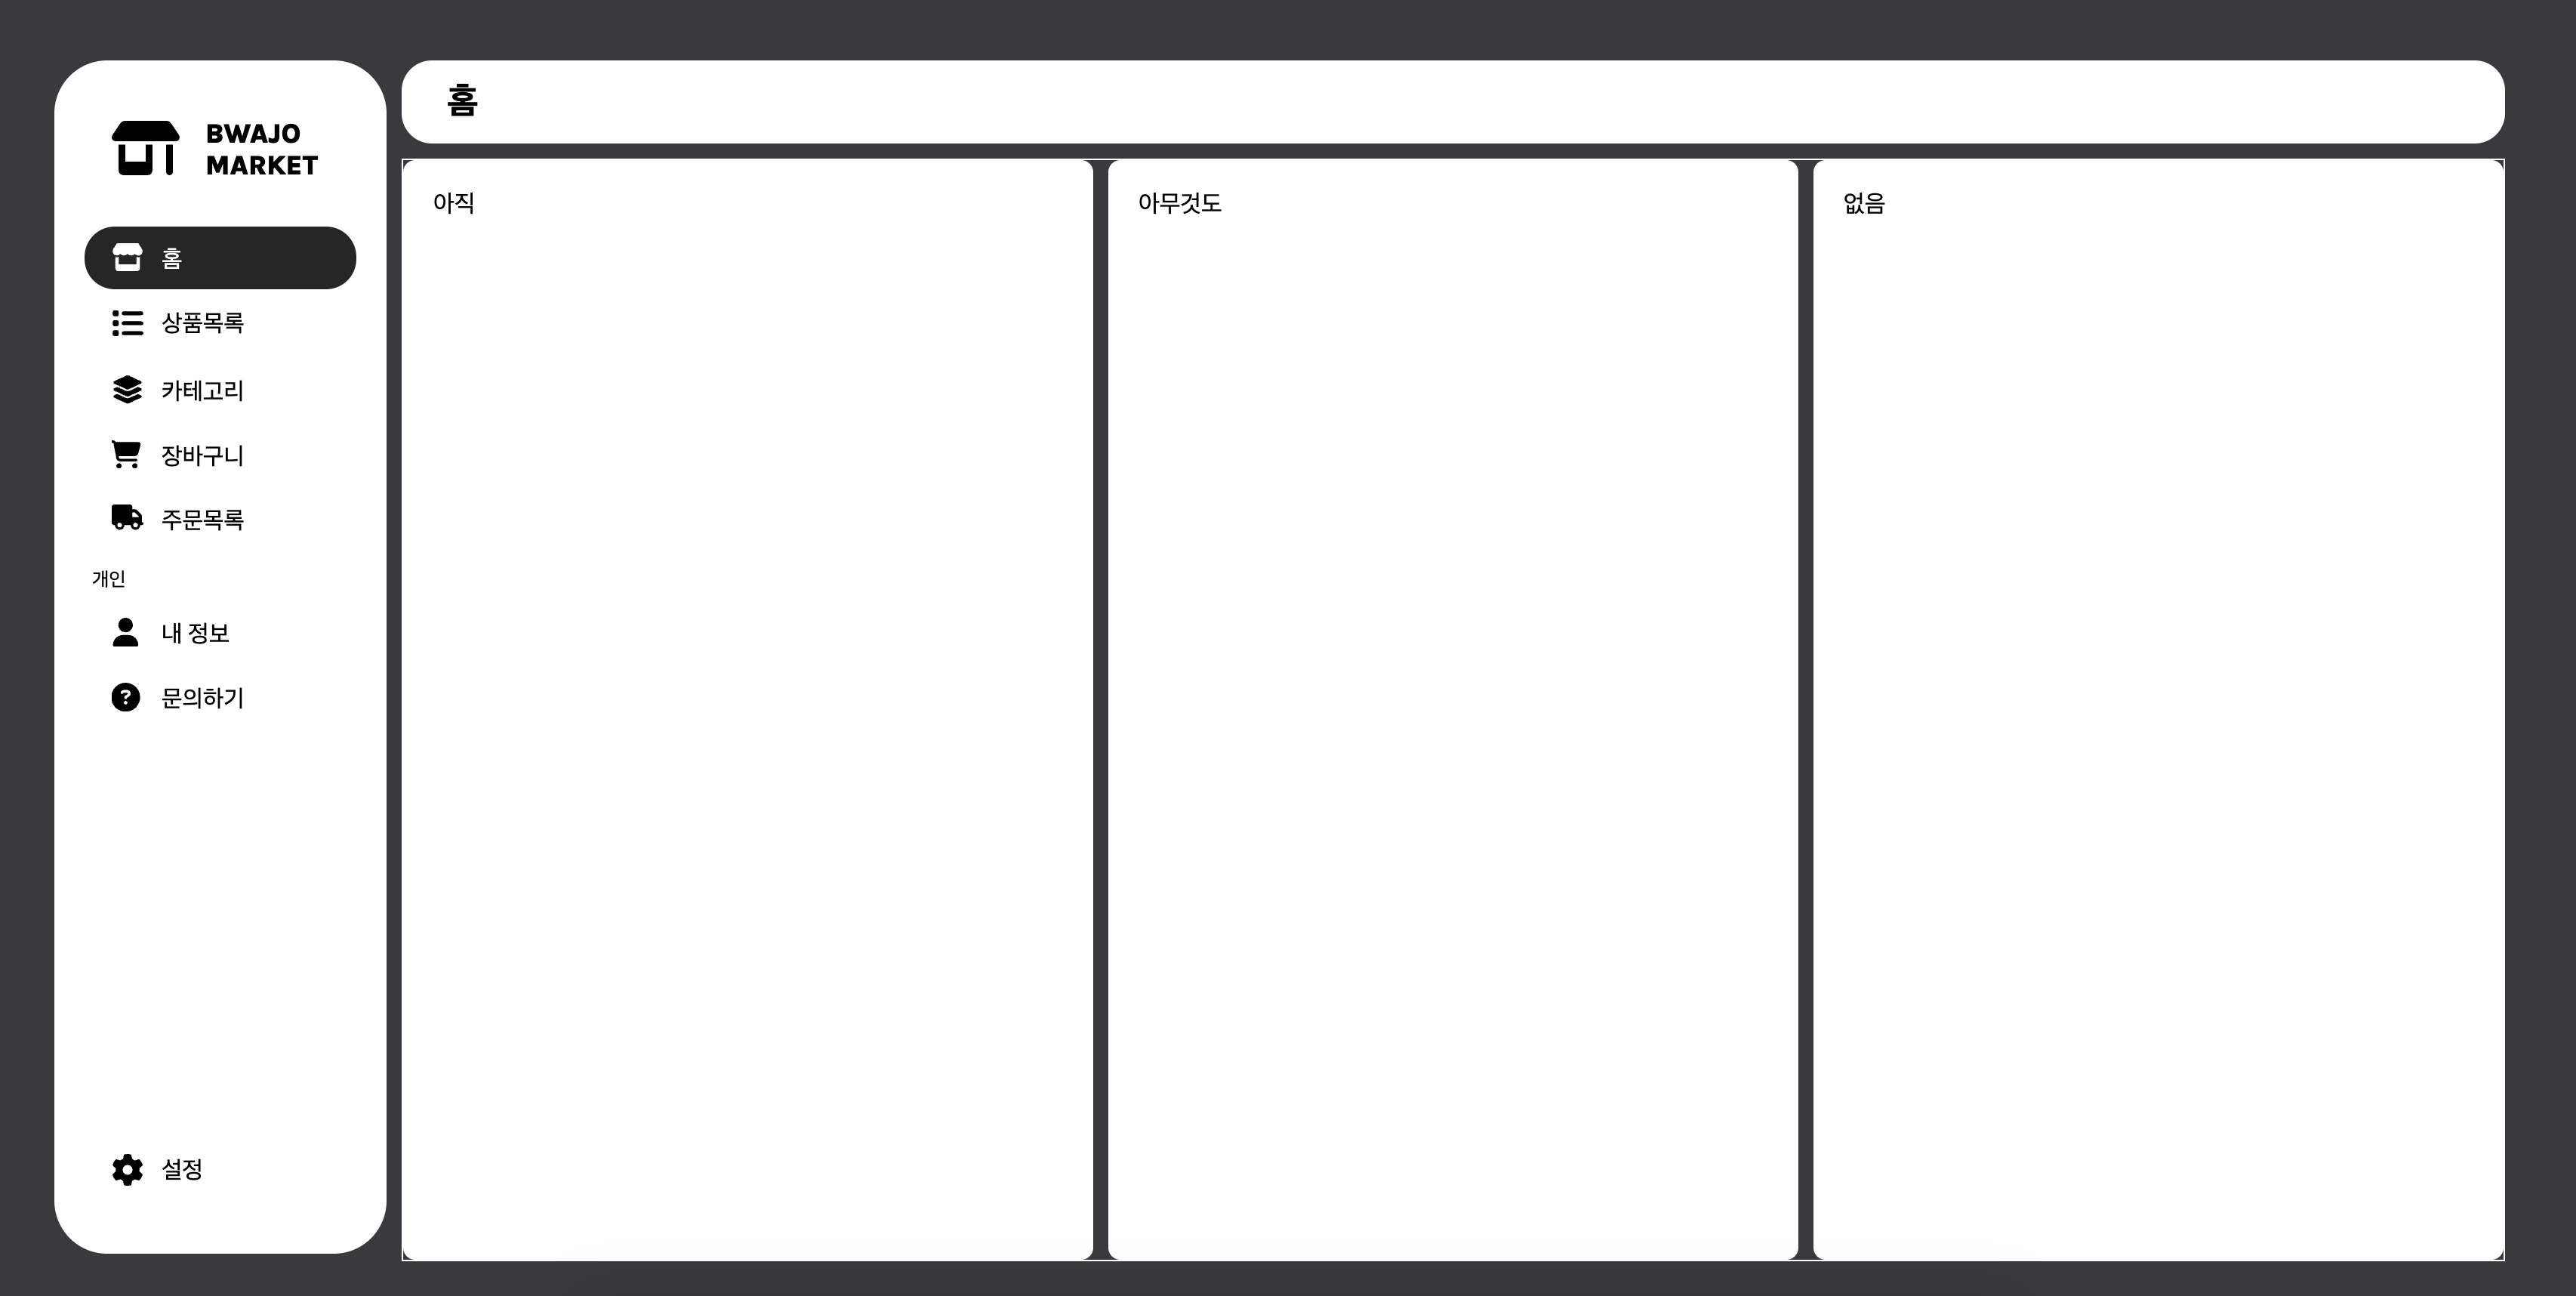 BWAJO
MARKET
홈
상품목록
카테고리
장바구니
주문목록
개인
내 정보
문의하기
설정
홈
아직
아무것도
없음